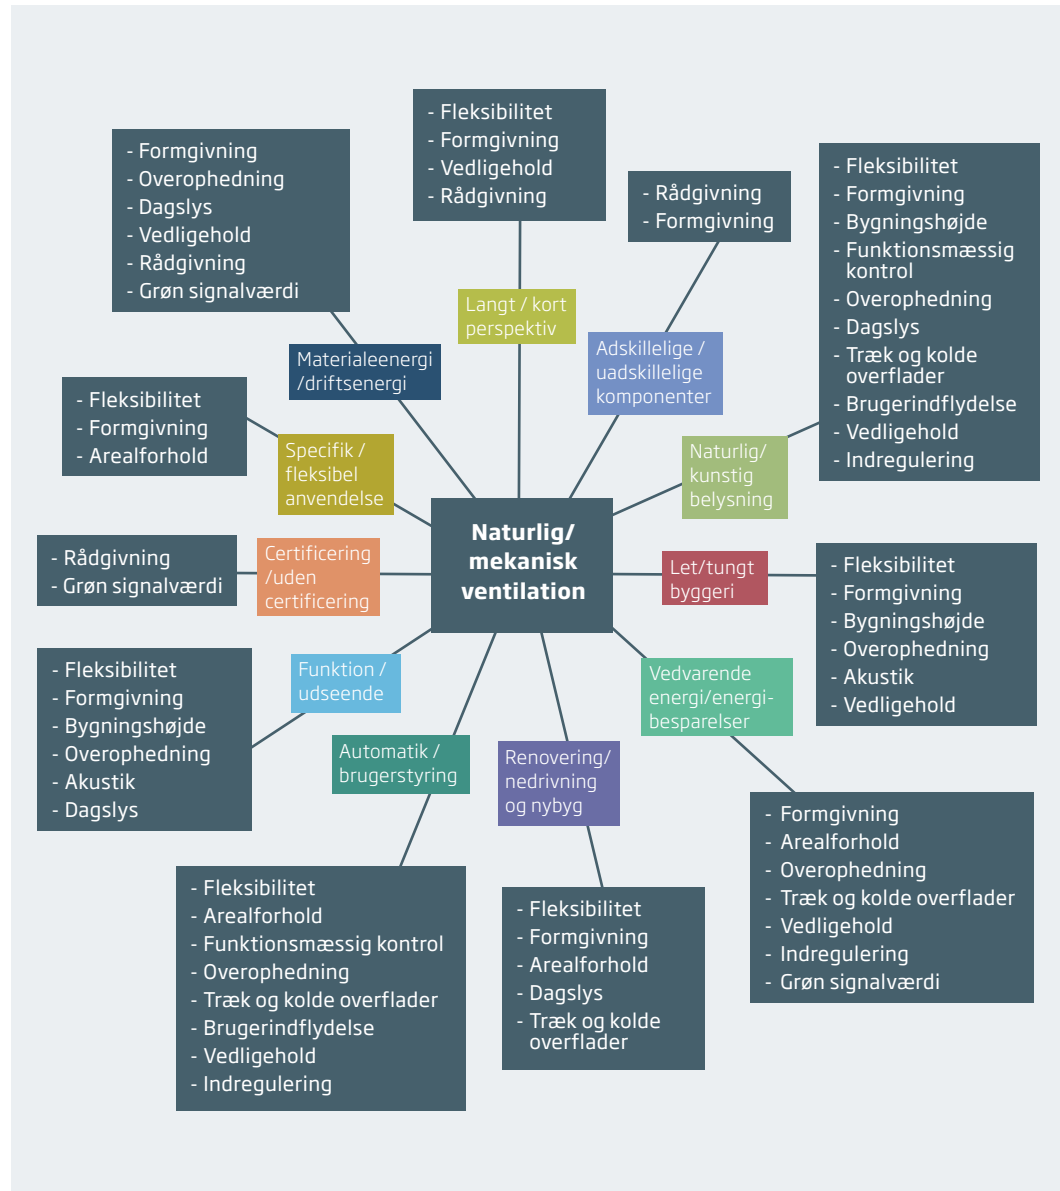 - Fleksibilitet
- Formgivning
- Vedligehold
- Rådgivning
Langt / kort
perspektiv
- Rådgivning
- Formgivning
Adskillelige /
uadskillelige
komponenter
- Fleksibilitet
- Formgivning
- Bygningshøjde
- Funktionsmæssig
kontrol
- Overophedning
- Dagslys
- Træk og kolde
overflader
- Brugerindflydelse
- Vedligehold
- Indregulering
Naturlig/
kunstig
belysning
- Fleksibilitet
- Formgivning
- Bygningshøjde
- Overophedning
- Akustik
- Vedligehold
Let/tungt
byggeri
- Formgivning
- Arealforhold
- Overophedning
- Træk og kolde overflader
- Vedligehold
- Indregulering
- Grøn signalværdi
Vedvarende
energi/energi-
besparelser
- Fleksibilitet
- Formgivning
- Arealforhold
- Dagslys
- Træk og kolde
overflader
Renovering/
nedrivning
og nybyg
- Fleksibilitet
- Arealforhold
- Funktionsmæssig kontrol
- Overophedning
- Træk og kolde overflader
- Brugerindflydelse
- Vedligehold
- Indregulering
Automatik /
brugerstyring
- Fleksibilitet
- Formgivning
- Bygningshøjde
- Overophedning
- Akustik
- Dagslys
Funktion /
udseende
- Rådgivning
- Grøn signalværdi
Certificering
/uden
certificering
- Fleksibilitet
- Formgivning
- Arealforhold
Specifik /
fleksibel
anvendelse
- Formgivning
- Overophedning
- Dagslys
- Vedligehold
- Rådgivning
- Grøn signalværdi
Materialeenergi
/driftsenergi
Naturlig/
mekanisk
ventilation